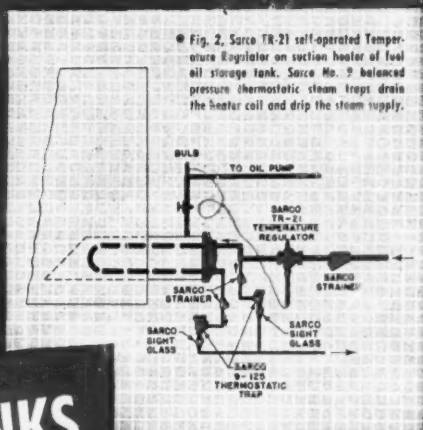 Fig. 2, Sarco TR-21 self-operated Temper-
ature Regulator on suction heater of fuel
oil storage tank. Sarco No. 9 balanced
pressure thermostatic steam traps drain
the heater coil and drip the steam supply.
BULB
TO OIL PUMP
SARCO
TR-21
TEMPERATURE
REGULATOR
SARCO
STRAINER
SARCO
STRAINER
SARCO
SIGHT
GLASS
SARCO
SIGHT
GLASS
SARCO
9-125
THERMOSTATIC
TRAP
NKS